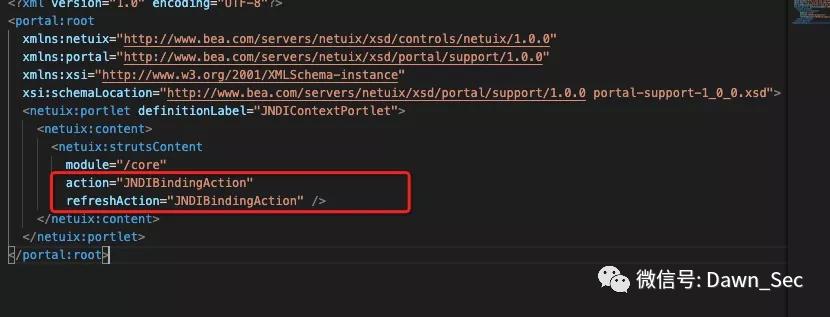 <?xml version="1.0" encoding="UTF-8"?>
<portal:root
xmlns:netuix="http://www.bea.com/servers/netuix/xsd/controls/netuix/1.0.0"
xmlns:portal="http://www.bea.com/servers/netuix/xsd/portal/support/1.0.0"
xmlns:xsi="http://www.w3.org/2001/XMLSchema-instance"
xsi:schemaLocation="http://www.bea.com/servers/netuix/xsd/portal/support/1.0.0 portal-support-1_0_0.xsd">
<netuix:portlet definitionLabel="JNDIContextPortlet">
<netuix:content>
<netuix:strutsContent
module="/core"
action="JNDIBindingAction"
refreshAction="JNDIBindingAction" />
</netuix:content>
</netuix:portlet>
</portal:root>
微信号: Dawn_Sec